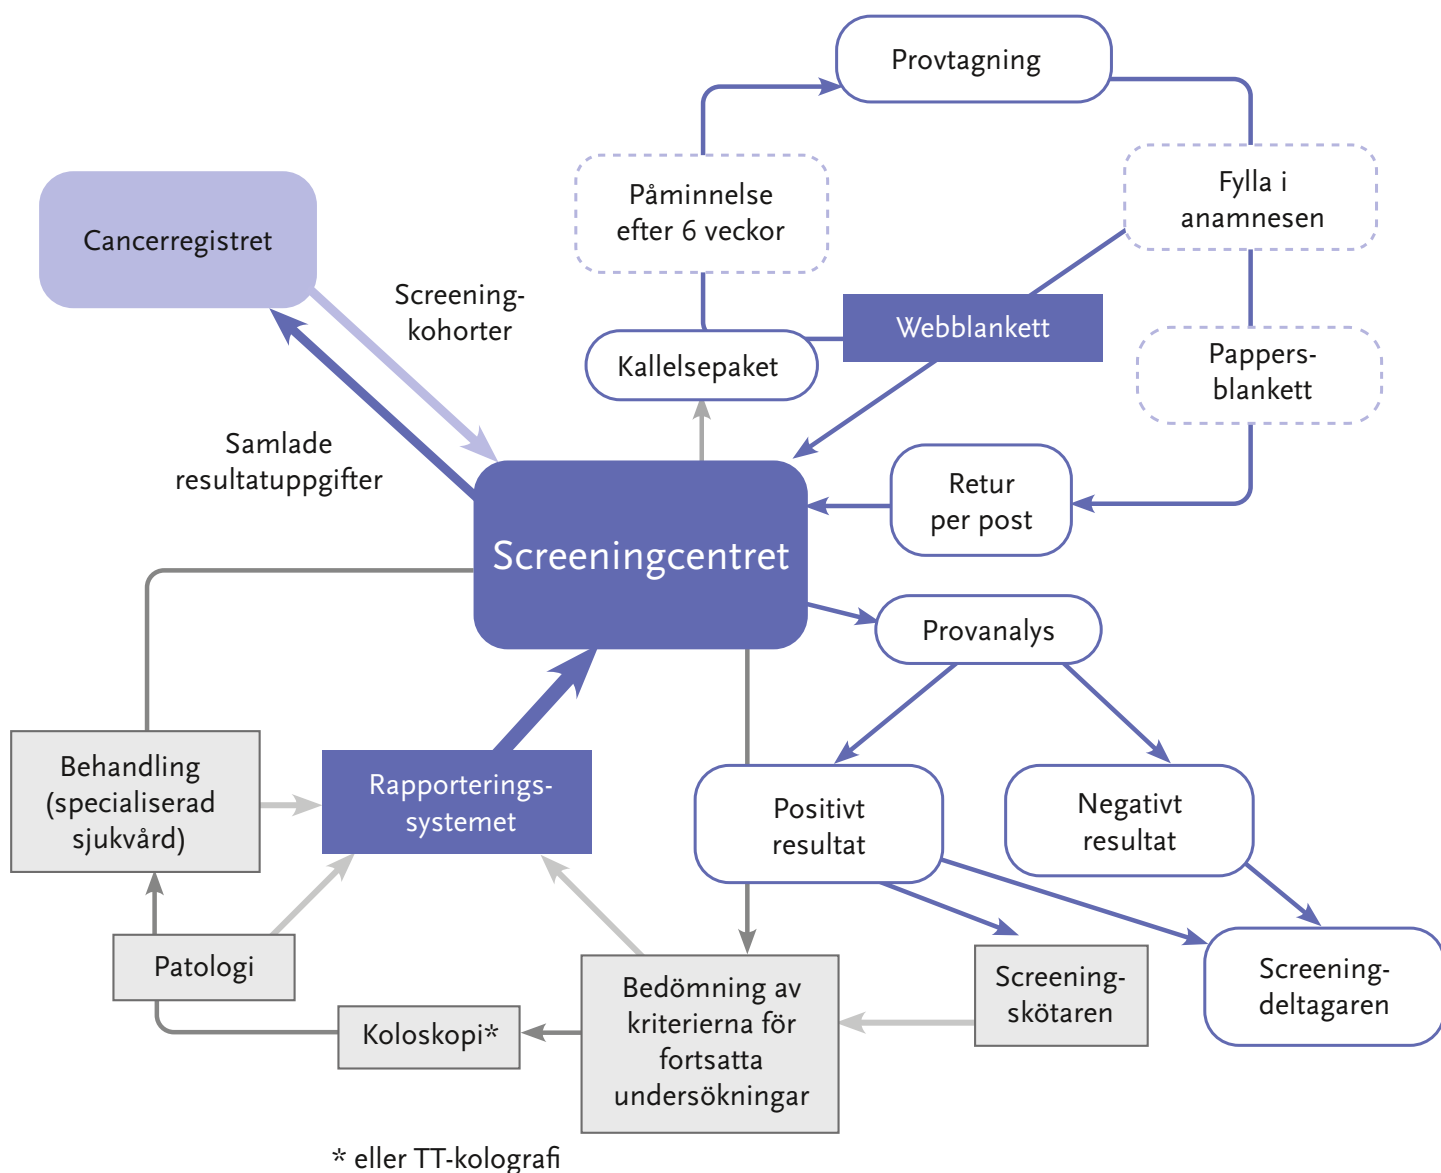 Provtagning
Påminnelse
efter 6 veckor
Fylla i
anamnesen
Cancerregistret
Screening-
kohorter
Webblankett
Kallelsepaket
Pappers-
blankett
Samlade
resultatuppgifter
Retur
per post
Screeningcentret
Provanalys
Behandling
(specialiserad
sjukvård)
Rapporterings-
systemet
Positivt
resultat
Negativt
resultat
Patologi
Koloskopi*
Bedömning av
kriterierna för
fortsatta
undersökningar
Screening-
skötaren
Screening-
deltagaren
* eller TT-kolografi